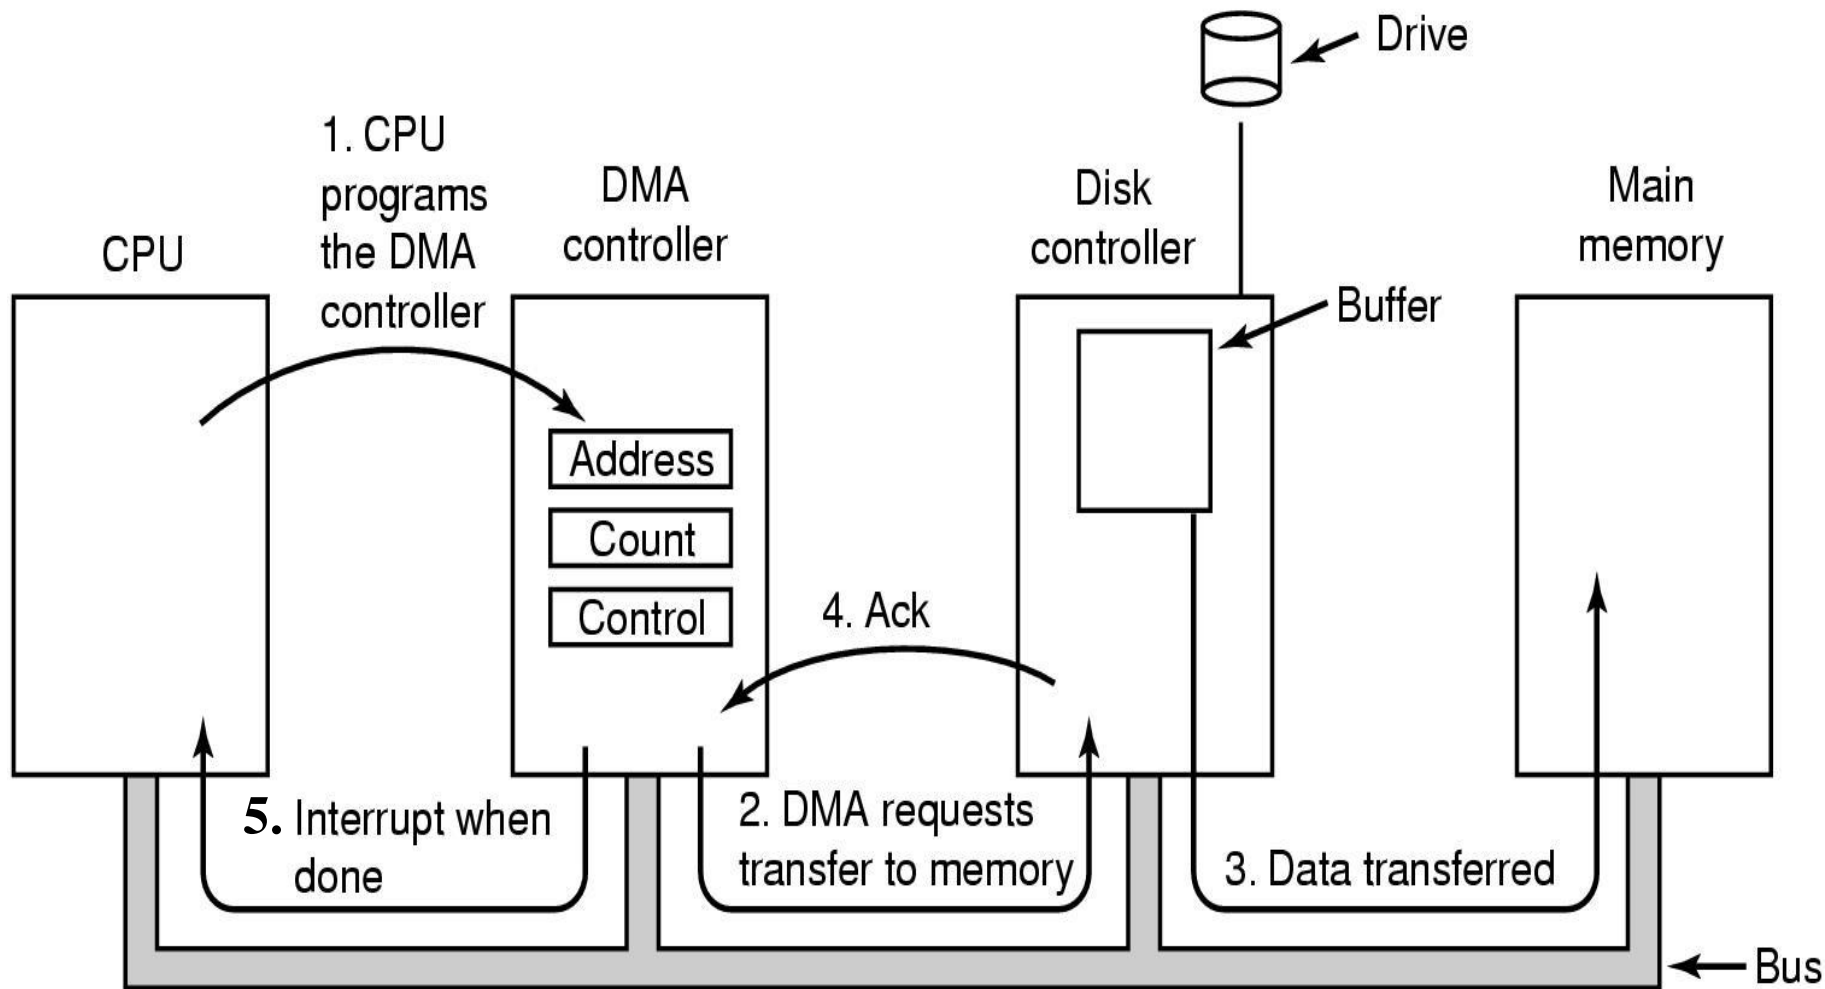 Drive
1. CPU
programs
the DMA
controller
CPU
DMA
controller
Disk
controller
Main
memory
Buffer
Address
Count
Control
4. Ack
5. Interrupt when
done
2. DMA requests
transfer to memory
3. Data transferred
Bus